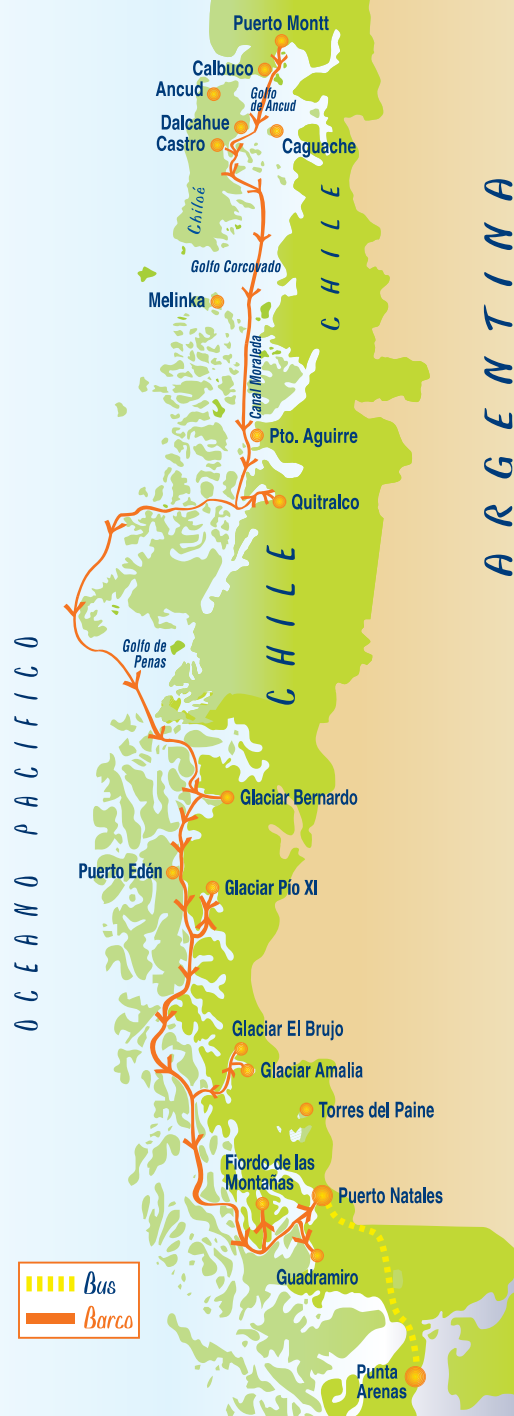 Puerto Montt
Calbuco
Ancud
Golfo
de Ancud
Dalcahue
Castro
Caguache
Chiloé
CHILE
ARGENTINA
Golfo Corcovado
Melinka
Canal Moraleda
Pto. Aguirre
Quitralco
CHILE
Golfo de
Penas
OCEANO PACIFICO
Glaciar Bernardo
Puerto Edén
Glaciar Pío XI
Glaciar El Brujo
Glaciar Amalia
Torres del Paine
Fiordo de las
Montañas
Puerto Natales
Guadramiro
Bus
Barco
Punta
Arenas